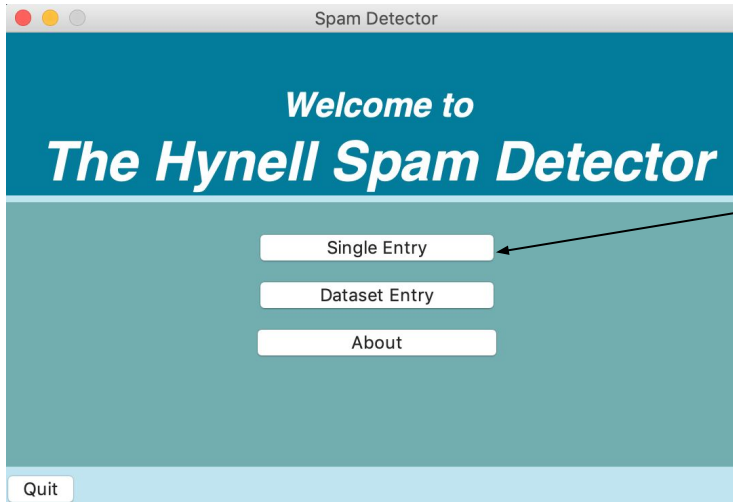 Spam Detector
Welcome to
The Hynell Spam Detector
Single Entry
Dataset Entry
About
Quit